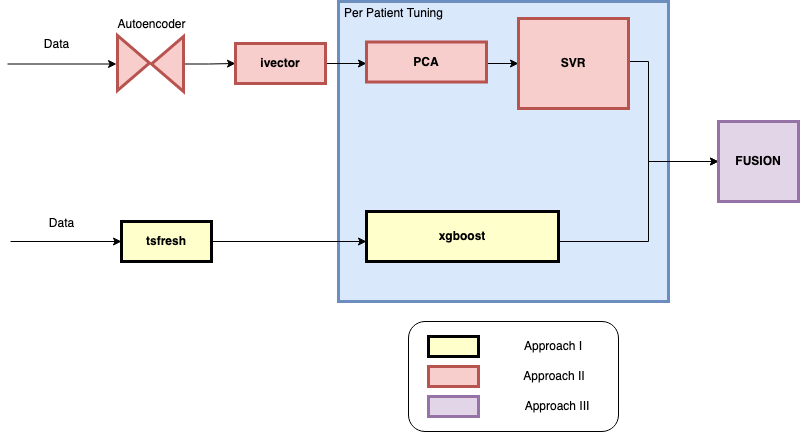 Per Patient Tuning
Autoencoder
Data
ivector
PCA
SVR
FUSION
Data
tsfresh
xgboost
Approach I
Approach II
Approach III